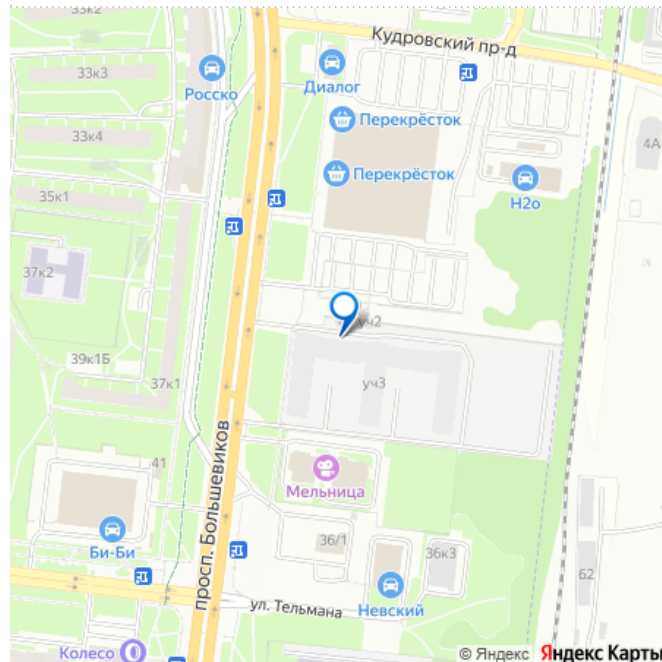 33к2
Кудровский пр-д
33к3
Росско
Диалог
Перекрёсток
33к4
4А
Перекрёсток
35к1
Н2о
37к2
уч2
39к1Б
37к1
уч3
просп. Большевиков
41
Мельница
36/1
Би-Би
36к3
62
ул. Тельмана
Невский
Колесо
© Яндекс Яндекс Карты